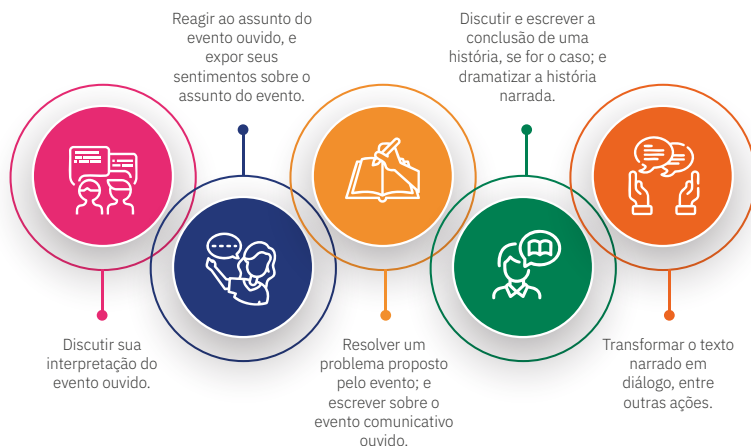 Discutir sua
interpretação do
evento ouvido.
Reagir ao assunto do
evento ouvido, e
expor seus
sentimentos sobre o
assunto do evento.
Resolver um
problema proposto
pelo evento; e
escrever sobre o
evento comunicativo
ouvido.
Discutir e escrever a
conclusão de uma
história, se for o caso; e
dramatizar a história
narrada.
Transformar o texto
narrado em
diálogo, entre
outras ações.